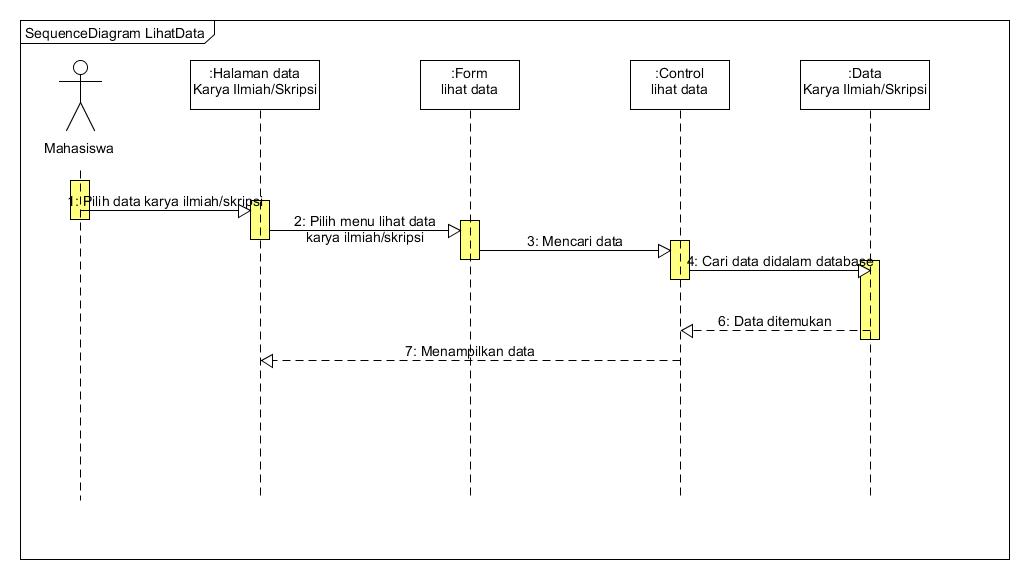 SequenceDiagram LihatData
:Halaman data
Karya Ilmiah/Skripsi
:Form
lihat data
:Control
lihat data
:Data
Karya Ilmiah/Skripsi
Mahasiswa
1: Pilih data karya ilmiah/skripsi
2: Pilih menu lihat data
karya ilmiah/skripsi
3: Mencari data
4: Cari data didalam database
6: Data ditemukan
7: Menampilkan data